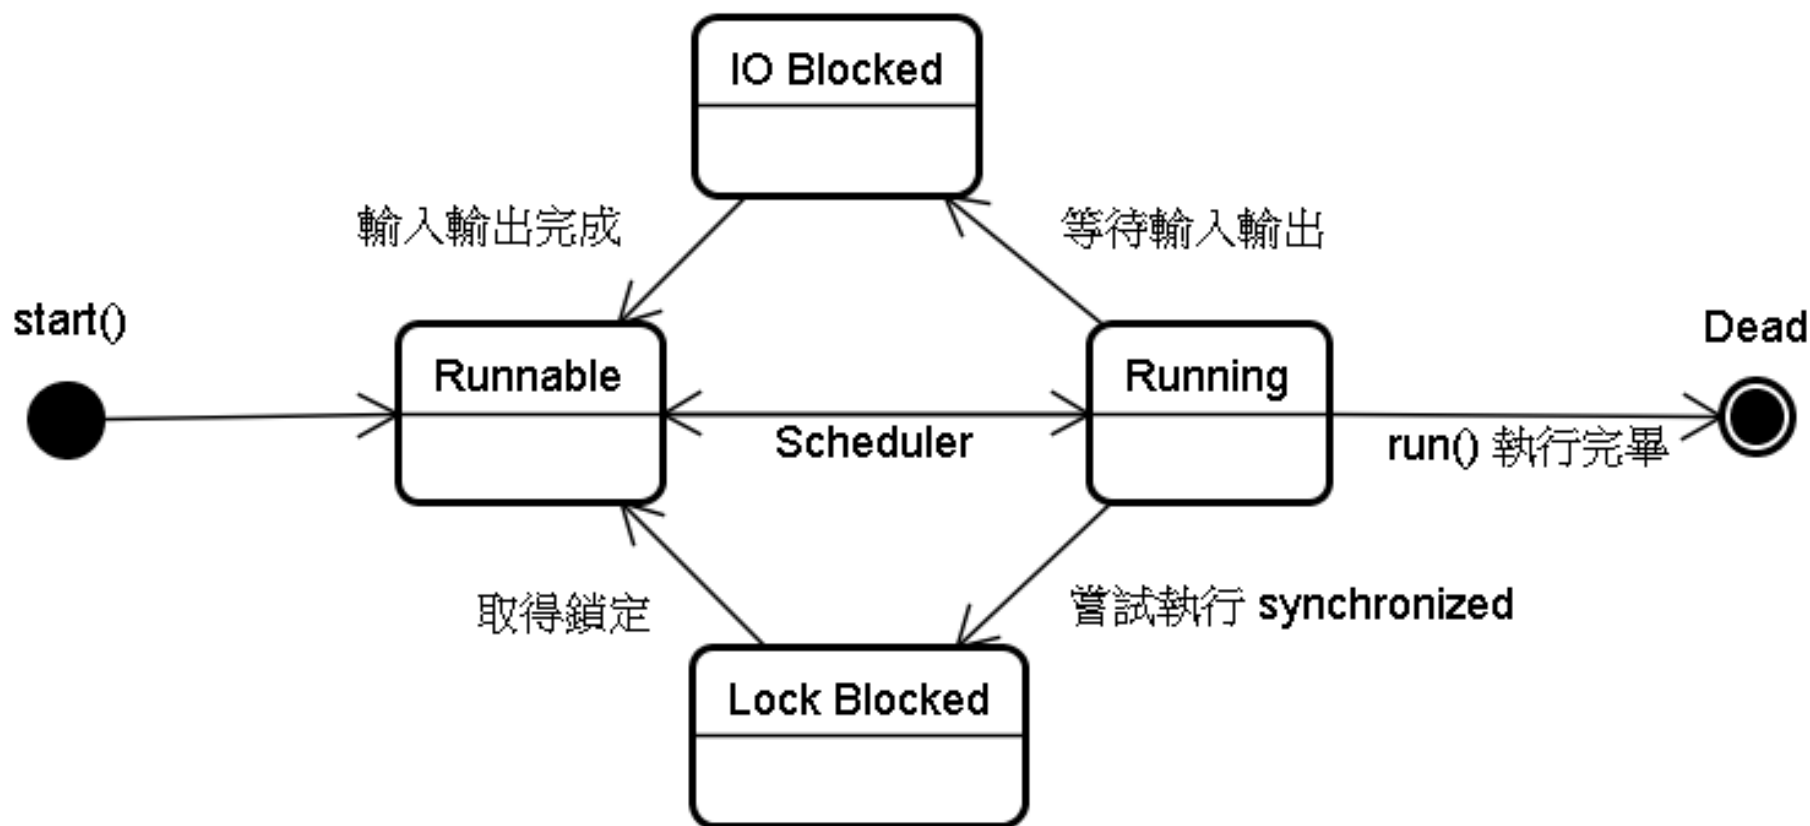 IO Blocked
輸入輸出完成
等待輸入輸出
start()
Dead
Runnable
Running
Scheduler
run() 執行完畢
取得鎖定
嘗試執行 synchronized
Lock Blocked